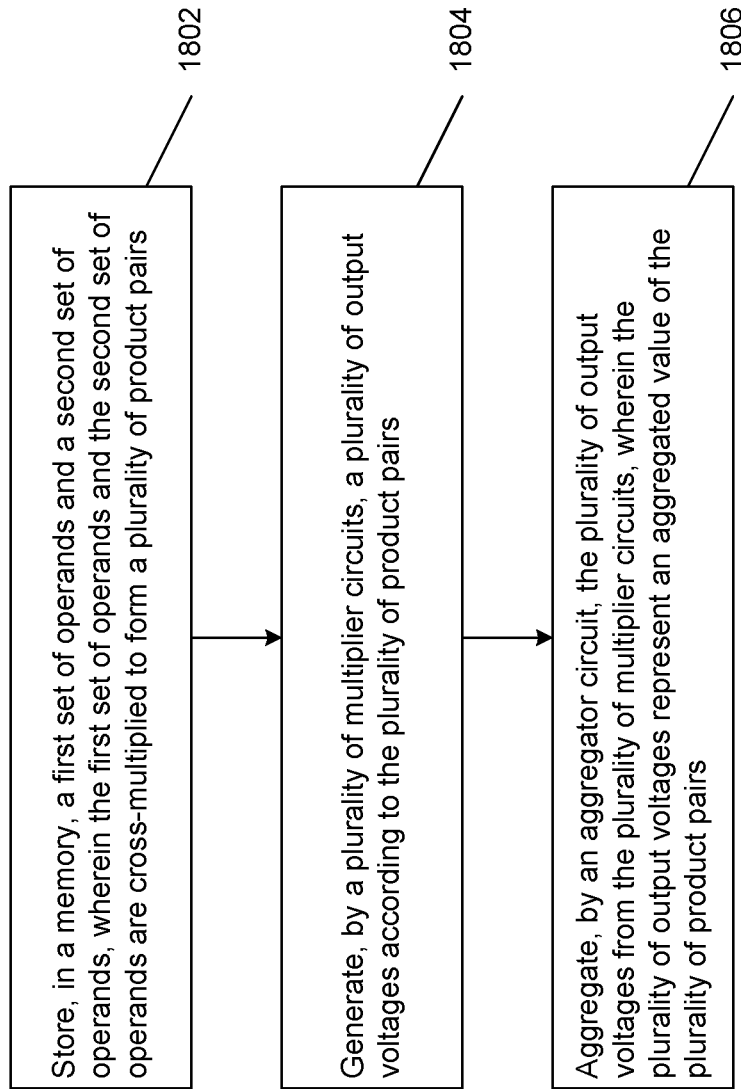 Store, in a memory, a first set of operands and a second set of
operands, wherein the first set of operands and the second set of
operands are cross-multiplied to form a plurality of product pairs
1802
Generate, by a plurality of multiplier circuits, a plurality of output
voltages according to the plurality of product pairs
1804
Aggregate, by an aggregator circuit, the plurality of output
voltages from the plurality of multiplier circuits, wherein the
plurality of output voltages represent an aggregated value of the
plurality of product pairs
1806